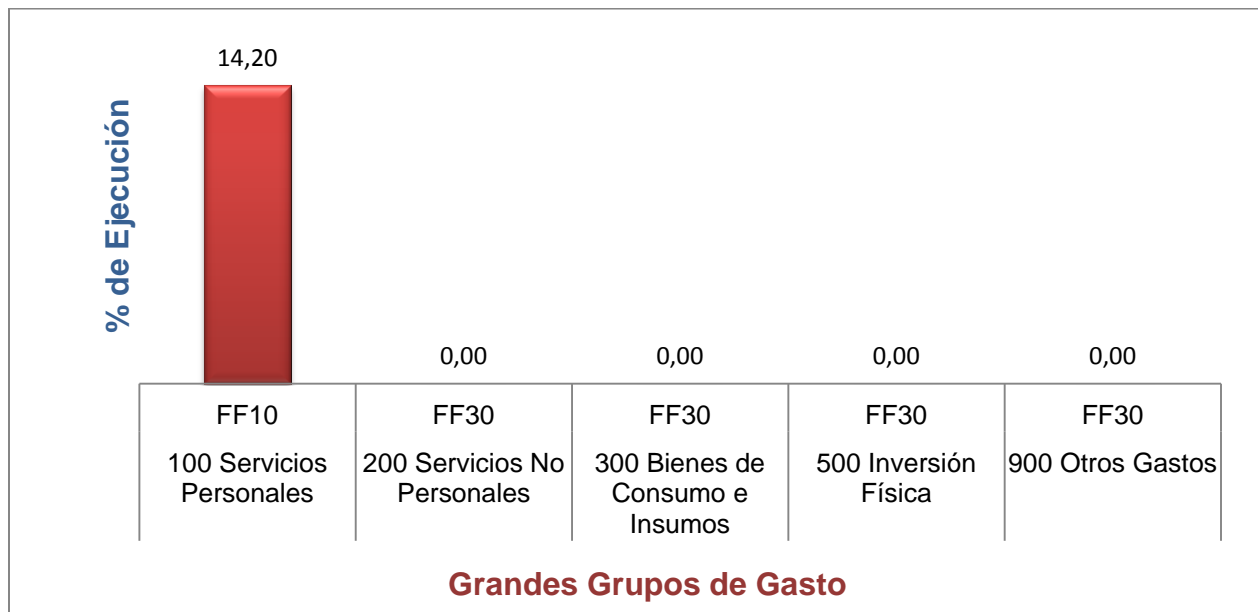 14,20
% de Ejecución
0,00
0,00
0,00
0,00
FF10
FF30
FF30
FF30
FF30
100 Servicios
Personales
200 Servicios No
Personales
300 Bienes de
Consumo e
Insumos
500 Inversión
Física
900 Otros Gastos
Grandes Grupos de Gasto